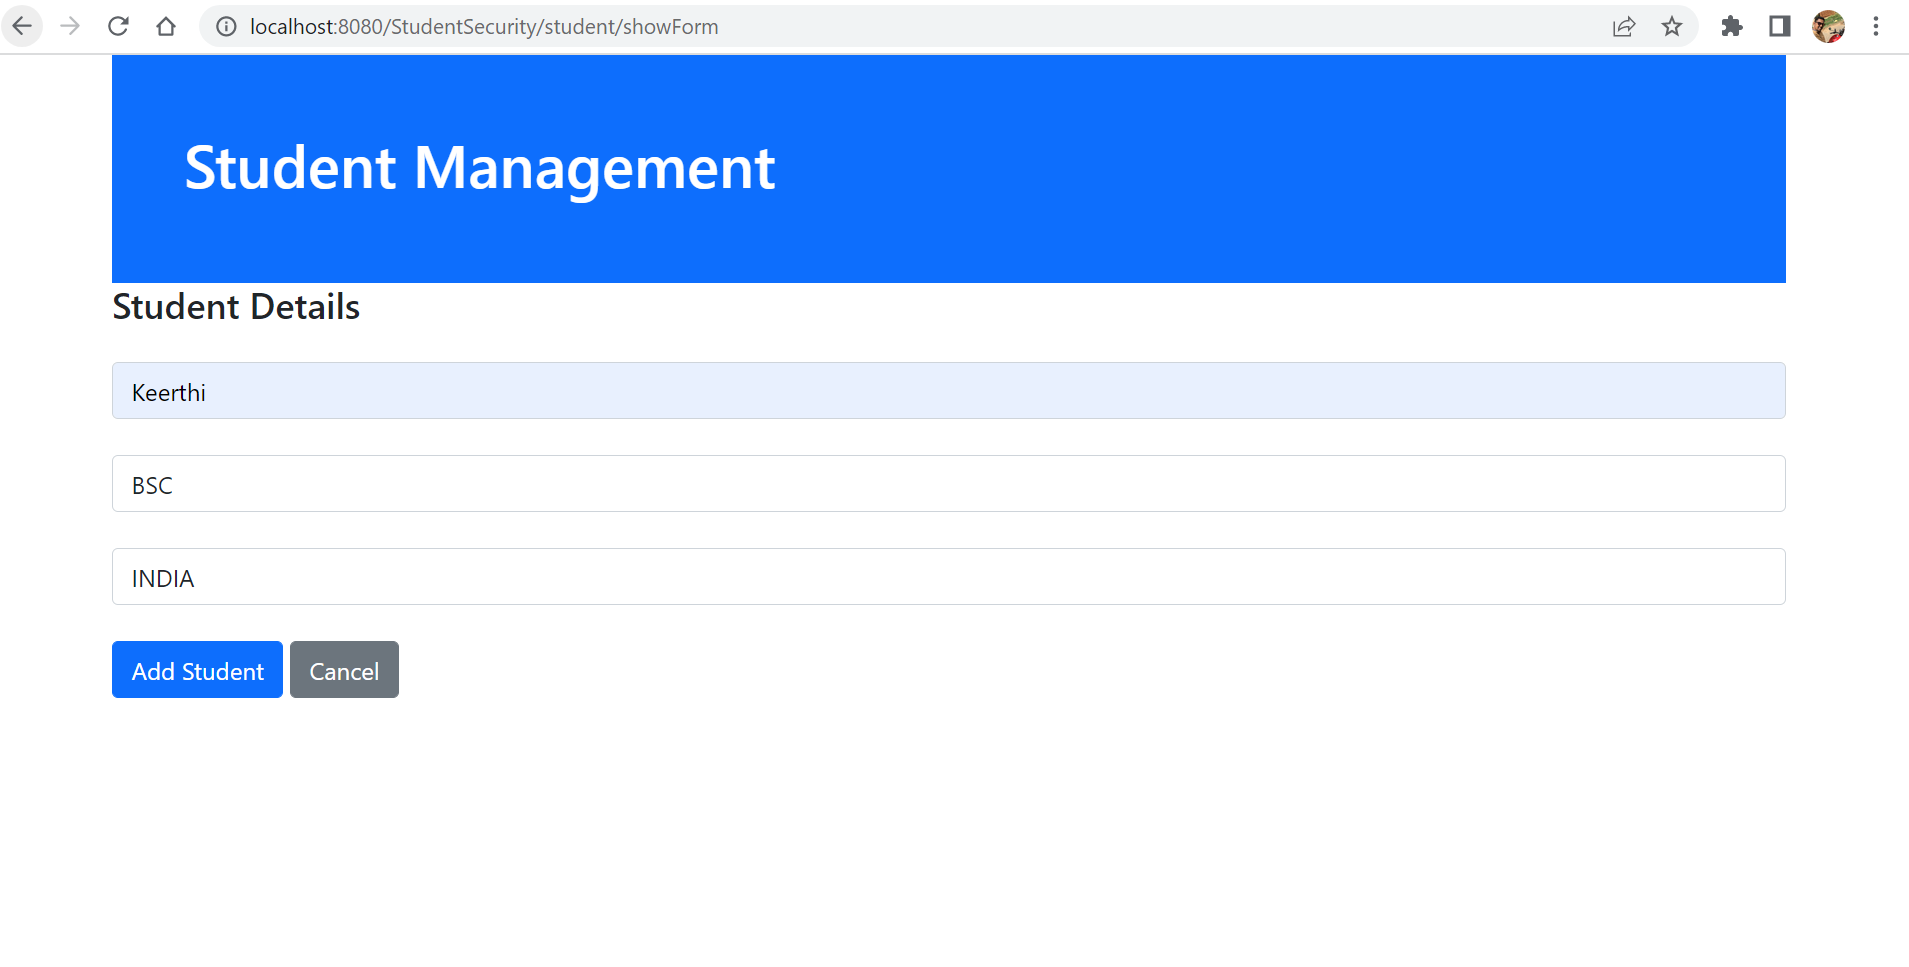 localhost:8080/StudentSecurity/student/showForm
Student Management
Student Details
Keerthi
BSC
INDIA
Add Student Cancel